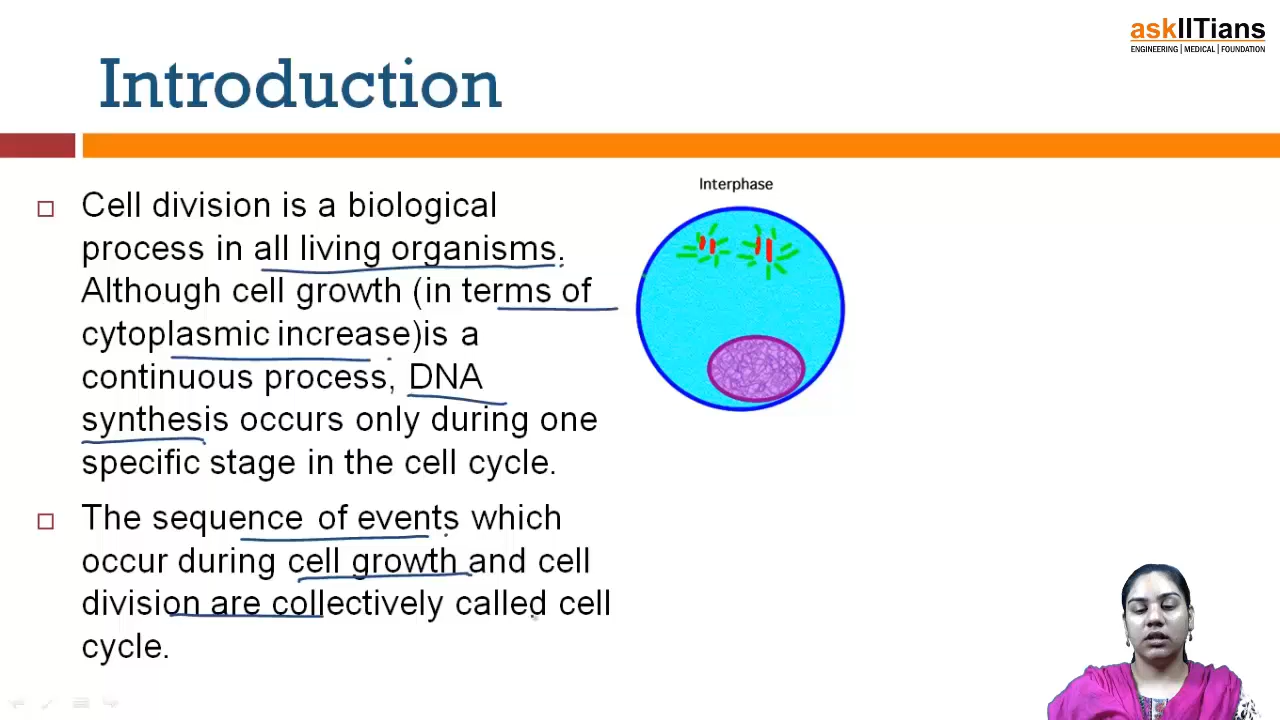 askIITians
ENGINEERING | MEDICAL | FOUNDATION
Introduction
Cell division is a biological
process in all living organisms.
Although cell growth (in terms of
cytoplasmic increase)is a
continuous process, DNA
synthesis occurs only during one
specific stage in the cell cycle.
The sequence of events which
occur during cell growth and cell
division are collectively called cell
cycle.
Interphase